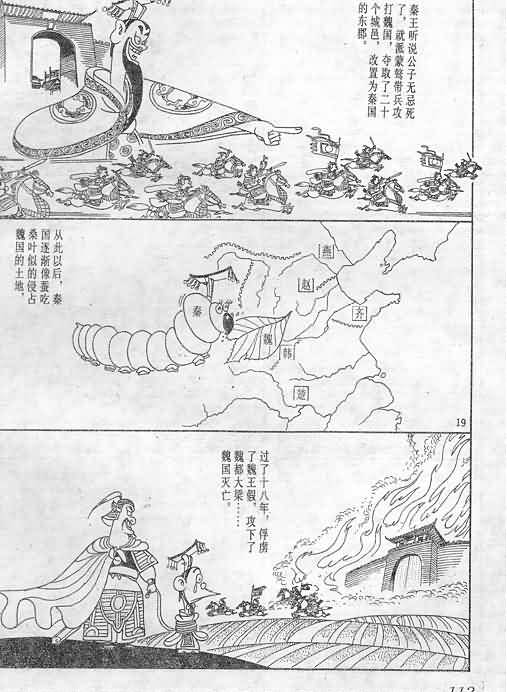 秦王听说公子无忌死
了，就派蒙骜带兵攻
打魏国，夺取了二十
个城邑，改置为秦国
的东郡。
从此以后，秦
国逐渐像蚕吃
桑叶似的侵占
魏国的土地，
燕
赵
齐
秦
魏
韩
楚
19
过了十八年，俘虏
了魏王假，攻下了
魏都大梁……
魏国灭亡。
113